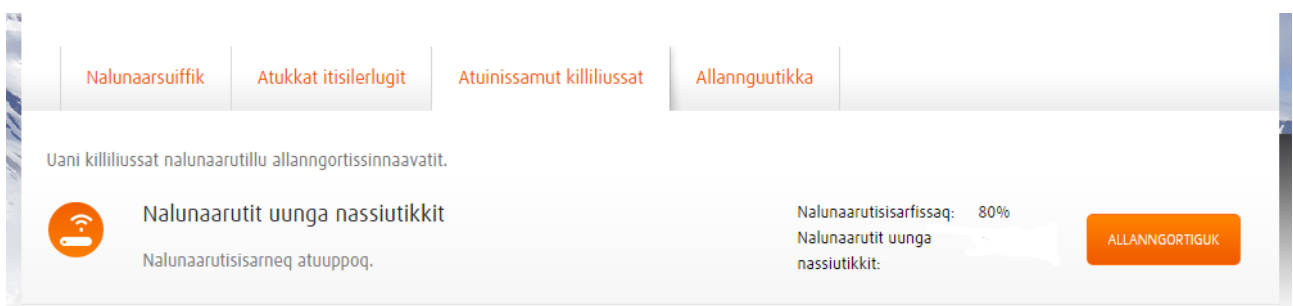 Nalunaarsuiffik
Atukkat itisilerlugit
Atuinissamut killiliussat
Allannguutikka
Uani killiliussat nalunaarutillu allanngortissinnaavatit.
Nalunaarutit uunga nassiutikkit
Nalunaarutisisarneq atuuppoq.
Nalunaarutisisarfissaq: 80%
Nalunaarutit uunga
nassiutikkit:
ALLANNGORTIGUK